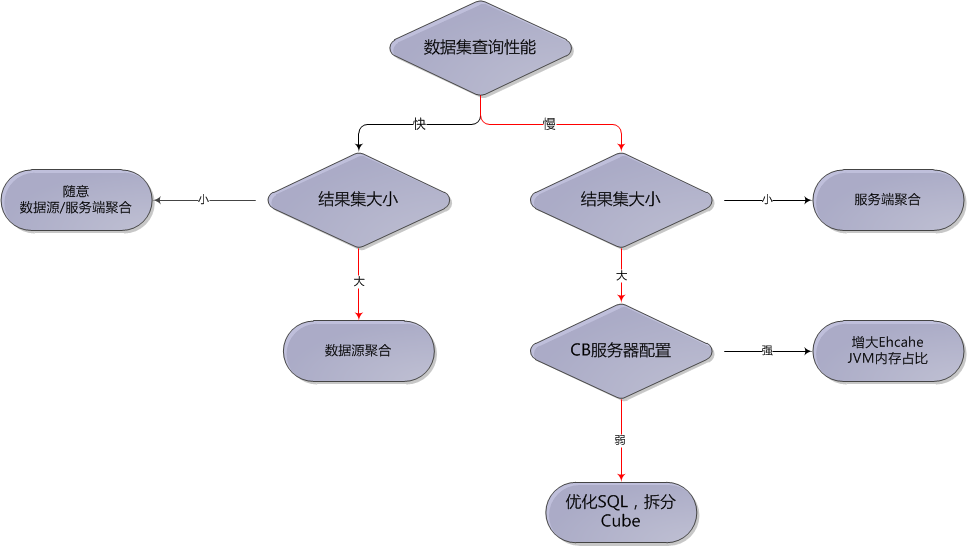 数据集查询性能
快
慢
随意
数据源/服务端聚合
小
结果集大小
结果集大小
小
服务端聚合
大
大
数据源聚合
CB服务器配置
强
增大Ehcahe
JVM内存占比
弱
优化SQL，拆分
Cube